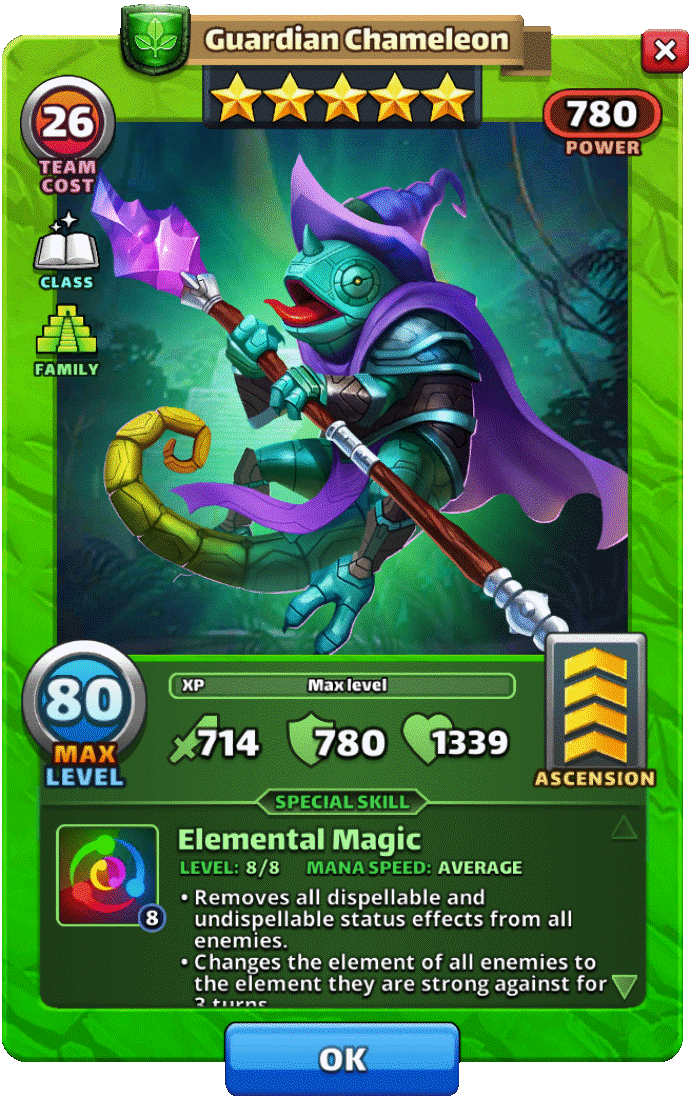 Guardian Chameleon
26
TEAM
COST
780
POWER
CLASS
FAMILY
80
MAX
LEVEL
XP Max level
714 780 1339
ASCENSION
SPECIAL SKILL
Elemental Magic
LEVEL: 8/8 MANA SPEED: AVERAGE
8
• Removes all dispellable and
undispellable status effects from all
enemies.
• Changes the element of all enemies to
the element they are strong against for
3 turns
OK